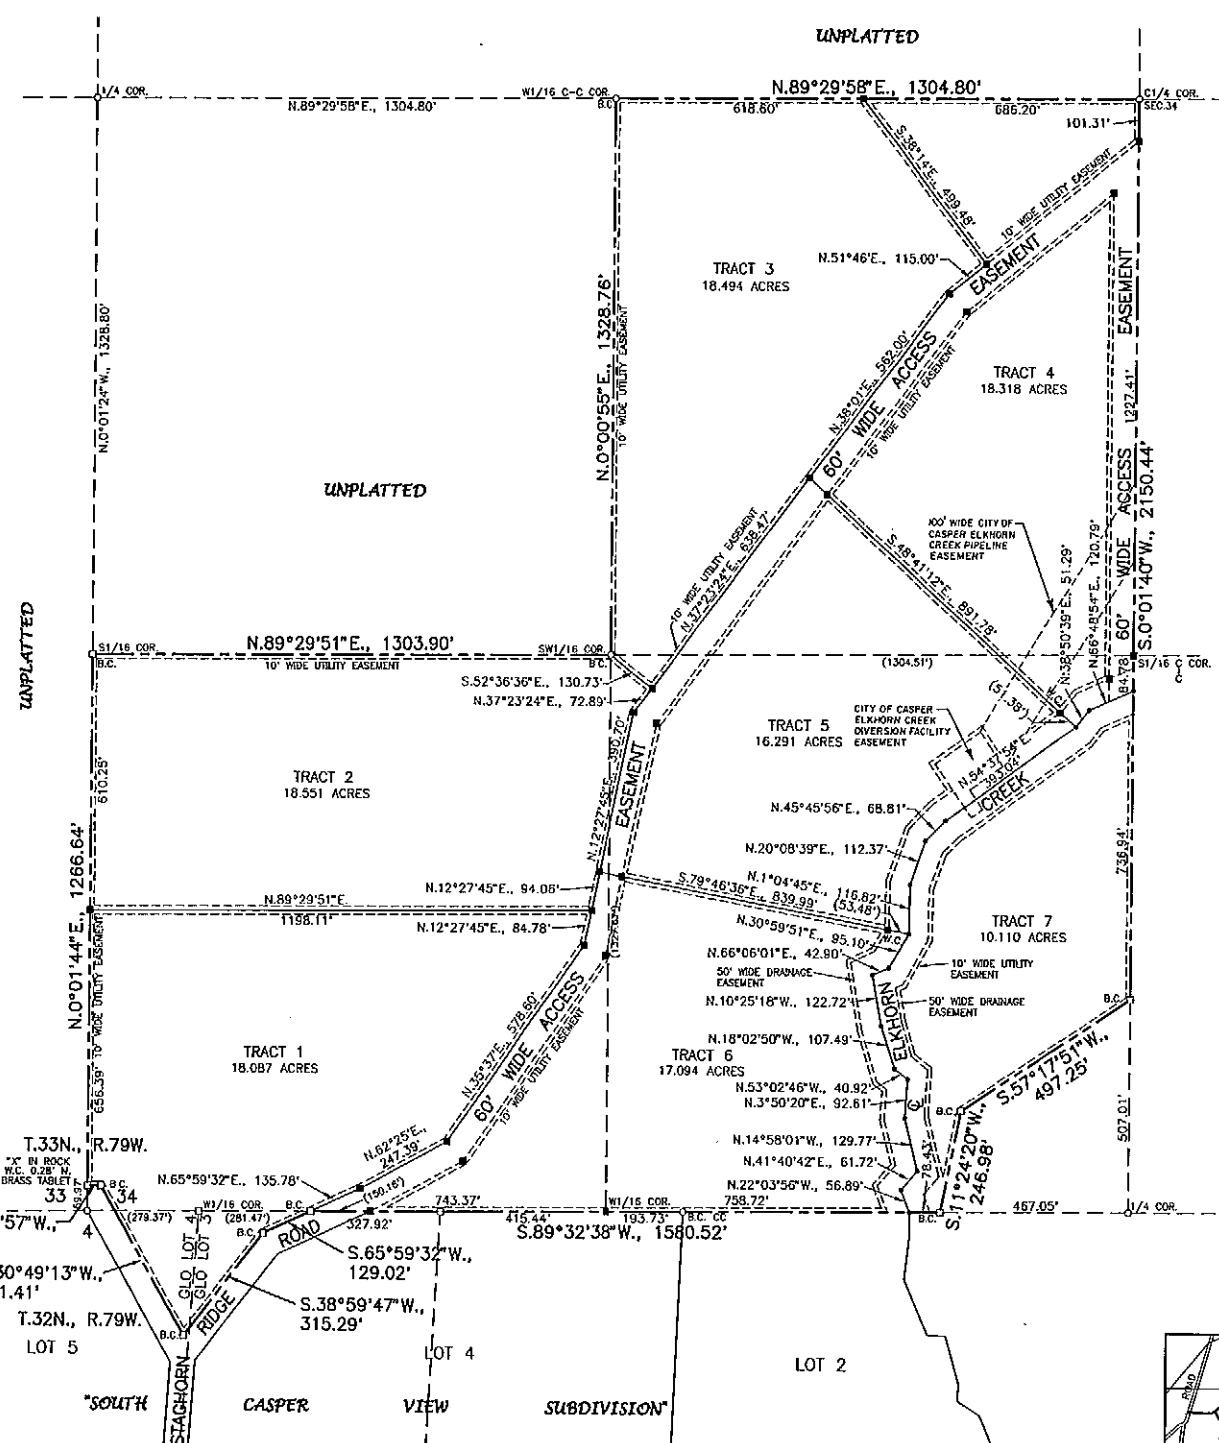 UNPLATTED
N.89°29'58"E., 1304.80'
1/4 COR.
W1/16 C-C COR.
C1/4 COR.
SEC.34
N.89°29'58"E., 1304.80'
B.C.
618.60'
686.20'
101.31'
S.38°14'E., 499.48'
10' WIDE UTILITY EASEMENT
N.51°46'E., 115.00'
EASEMENT
TRACT 3
18.494 ACRES
N.0°01'24"W., 1328.80'
N.0°00'55"E., 1328.76'
10' WIDE UTILITY EASEMENT
N.38°01'E., 562.00'
60' WIDE ACCESS
10' WIDE UTILITY EASEMENT
TRACT 4
18.318 ACRES
EASEMENT
1227.41'
60' WIDE ACCESS
S.0°01'40"W., 2150.44'
UNPLATTED
100' WIDE CITY OF
CASPER ELKHORN
CREEK PIPELINE
EASEMENT
S.48°41'12"E., 891.78'
N.38°50'39"E., 51.29'
N.66°48'54"E., 120.79'
10' WIDE UTILITY EASEMENT
N.37°23'24"E., 638.47'
UNPLATTED
S1/16 COR.
B.C.
N.89°29'51"E., 1303.90'
10' WIDE UTILITY EASEMENT
SW1/16 COR.
B.C.
(1304.51')
84.78
S1/16 C COR.
S.52°36'36"E., 130.73'
N.37°23'24"E., 72.89'
(51.38')
W.C.
TRACT 5
16.291 ACRES
CITY OF CASPER
ELKHORN CREEK
DIVERSION FACILITY
EASEMENT
N.54°37'54"E.
393.04'
CREEK
610.25'
TRACT 2
18.551 ACRES
N.12°27'45"E., 390.70'
EASEMENT
N.45°45'56"E., 68.81'
N.20°08'39"E., 112.37'
N.1°04'45"E., 116.82'
(53.48')
736.94'
N.0°01'44"E., 1266.64'
N.89°29'51"E.
1198.11'
N.12°27'45"E., 94.06'
N.12°27'45"E., 84.78'
S.79°46'36"E., 839.99'
N.30°59'51"E., 95.10'
W.C.
N.66°06'01"E., 42.90'
TRACT 7
10.110 ACRES
10' WIDE UTILITY
EASEMENT
50' WIDE DRAINAGE
EASEMENT
N.10°25'18"W., 122.72'
ELKHORN
50' WIDE DRAINAGE
EASEMENT
B.C.
10' WIDE UTILITY EASEMENT
656.39'
TRACT 1
18.087 ACRES
N.35°37'E., 578.60'
60' WIDE ACCESS
10' WIDE UTILITY EASEMENT
N.18°02'50"W., 107.49'
TRACT 6
17.094 ACRES
N.53°02'46"W., 40.92'
N.3°50'20"E., 92.61'
B.C.
S.57°17'51"W.,
497.25'
S.11°24'20"W.,
246.98'
507.01'
N.14°58'01"W., 129.77'
N.41°40'42"E., 61.72'
78.43'
N.22°03'56"W., 56.89'
T.33N., R.79W.
"X" IN ROCK
W.C. 0.28' N.
BRASS TABLET
33
34
B.C.
N.62°25'E.,
247.39'
N.65°59'32"E., 135.78'
(150.16')
W1/16 COR.
B.C.
743.37'
W1/16 COR.
758.72'
57"W.,
4
(279.37')
3
(281.47')
327.92'
415.44'
193.73'
B.C. CC
B.C.
467.05'
1/4 COR.
S.89°32'38"W., 1580.52'
B.C.
ROAD
GLO LOT 4
GLO LOT 3
S.65°59'32"W.,
129.02'
30°49'13"W.,
1.41'
S.38°59'47"W.,
315.29'
T.32N., R.79W.
B.C.
RIDGE
LOT 5
LOT 4
LOT 2
STAGHORN
"SOUTH CASPER VIEW SUBDIVISION"
ROAD